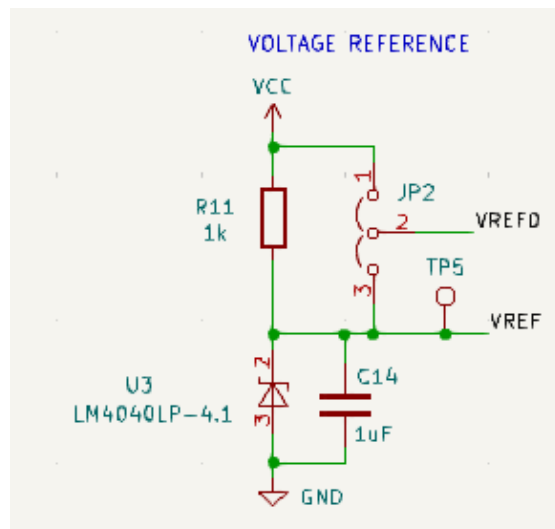 VOLTAGE REFERENCE
VCC
1
JP2
R11
1k
2
VREFD
3
TP5
VREF
2
U3
C14
LM4040LP-4.1
3
1uF
GND